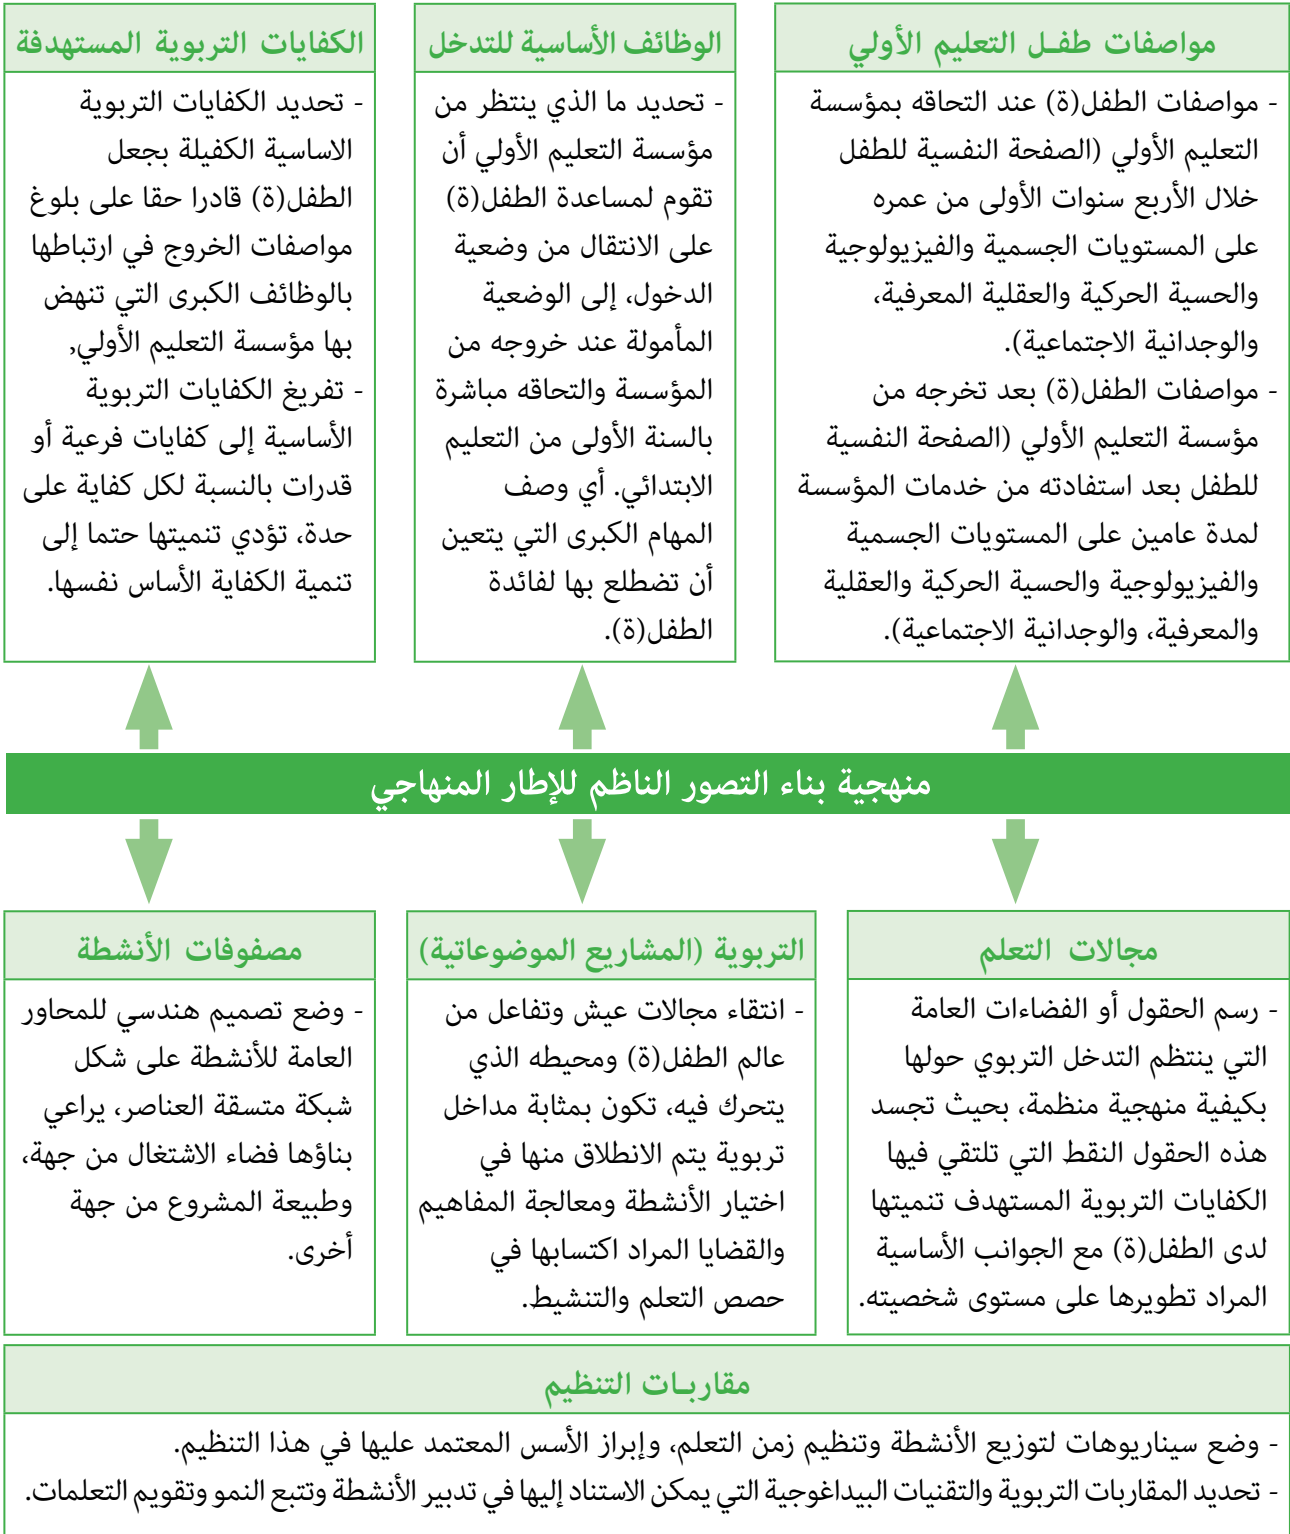 مواصفات طفـل التعليم الأولي
- مواصفات الطفل(ة) عند التحاقه بمؤسسة
التعليم الأولي (الصفحة النفسية للطفل
خلال الأربع سنوات الأولى من عمره
على المستويات الجسمية والفيزيولوجية
والحسية الحركية والعقلية المعرفية،
والوجدانية الاجتماعية).
- مواصفات الطفل(ة) بعد تخرجه من
مؤسسة التعليم الأولي (الصفحة النفسية
للطفل بعد استفادته من خدمات المؤسسة
لمدة عامين على المستويات الجسمية
والفيزيولوجية والحسية الحركية والعقلية
والمعرفية، والوجدانية الاجتماعية).
الوظائف الأساسية للتدخل
- تحديد ما الذي ينتظر من
مؤسسة التعليم الأولي أن
تقوم لمساعدة الطفل(ة)
على الانتقال من وضعية
الدخول، إلى الوضعية
المأمولة عند خروجه من
المؤسسة والتحاقه مباشرة
بالسنة الأولى من التعليم
الابتدائي. أي وصف
المهام الكبرى التي يتعين
أن تضطلع بها لفائدة
الطفل(ة).
الكفايات التربوية المستهدفة
- تحديد الكفايات التربوية
الاساسية الكفيلة بجعل
الطفل(ة) قادرا حقا على بلوغ
مواصفات الخروج في ارتباطها
بالوظائف الكبرى التي تنهض
بها مؤسسة التعليم الأولي,
- تفريغ الكفايات التربوية
الأساسية إلى كفايات فرعية أو
قدرات بالنسبة لكل كفاية على
حدة، تؤدي تنميتها حتما إلى
تنمية الكفاية الأساس نفسها.
منهجية بناء التصور الناظم للإطار المنهاجي
مجالات التعلم
- رسم الحقول أو الفضاءات العامة
التي ينتظم التدخل التربوي حولها
بكيفية منهجية منظمة، بحيث تجسد
هذه الحقول النقط التي تلتقي فيها
الكفايات التربوية المستهدف تنميتها
لدى الطفل(ة) مع الجوانب الأساسية
المراد تطويرها على مستوى شخصيته.
التربوية (المشاريع الموضوعاتية)
- انتقاء مجالات عيش وتفاعل من
عالم الطفل(ة) ومحيطه الذي
يتحرك فيه، تكون بمثابة مداخل
تربوية يتم الانطلاق منها في
اختيار الأنشطة ومعالجة المفاهيم
والقضايا المراد اكتسابها في
حصص التعلم والتنشيط.
مصفوفات الأنشطة
- وضع تصميم هندسي للمحاور
العامة للأنشطة على شكل
شبكة متسقة العناصر، يراعي
بناؤها فضاء الاشتغال من جهة،
وطبيعة المشروع من جهة
أخرى.
مقاربـات التنظيم
- وضع سيناريوهات لتوزيع الأنشطة وتنظيم زمن التعلم، وإبراز الأسس المعتمد عليها في هذا التنظيم.
- تحديد المقاربات التربوية والتقنيات البيداغوجية التي يمكن الاستناد إليها في تدبير الأنشطة وتتبع النمو وتقويم التعلمات.